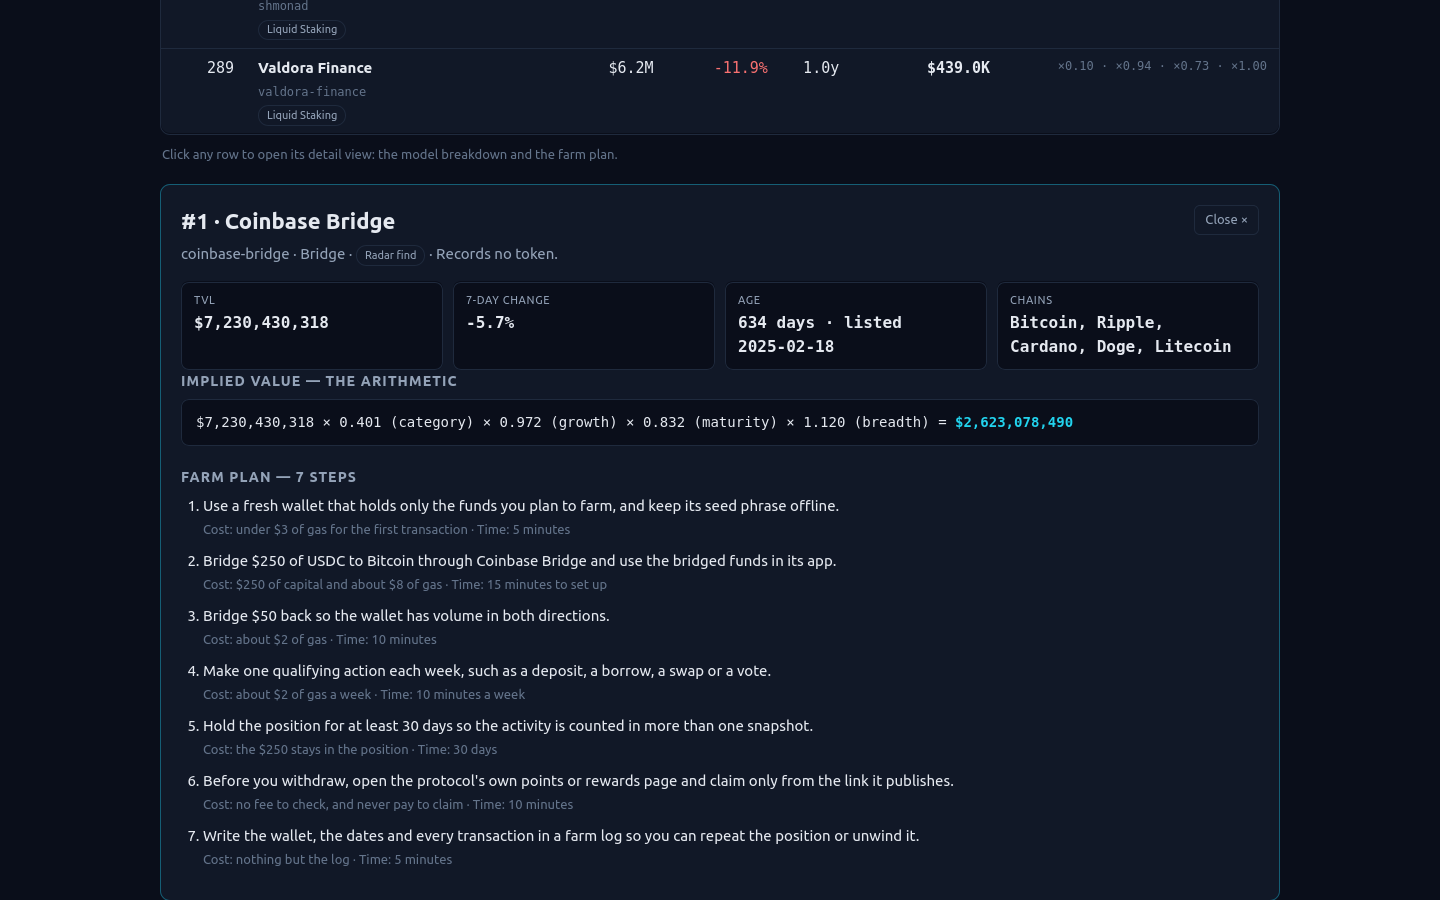 shmonad
Liquid Staking
289 Valdora Finance $6.2M -11.9% 1.0y $439.0K ×0.10 · ×0.94 · ×0.73 · ×1.00
valdora-finance
Liquid Staking
Click any row to open its detail view: the model breakdown and the farm plan.
#1 · Coinbase Bridge
Close ×
coinbase-bridge · Bridge · Radar find · Records no token.
TVL
$7,230,430,318
7-DAY CHANGE
-5.7%
AGE
634 days · listed
2025-02-18
CHAINS
Bitcoin, Ripple,
Cardano, Doge, Litecoin
IMPLIED VALUE — THE ARITHMETIC
$7,230,430,318 × 0.401 (category) × 0.972 (growth) × 0.832 (maturity) × 1.120 (breadth) = $2,623,078,490
FARM PLAN — 7 STEPS
1. Use a fresh wallet that holds only the funds you plan to farm, and keep its seed phrase offline.
Cost: under $3 of gas for the first transaction · Time: 5 minutes
2. Bridge $250 of USDC to Bitcoin through Coinbase Bridge and use the bridged funds in its app.
Cost: $250 of capital and about $8 of gas · Time: 15 minutes to set up
3. Bridge $50 back so the wallet has volume in both directions.
Cost: about $2 of gas · Time: 10 minutes
4. Make one qualifying action each week, such as a deposit, a borrow, a swap or a vote.
Cost: about $2 of gas a week · Time: 10 minutes a week
5. Hold the position for at least 30 days so the activity is counted in more than one snapshot.
Cost: the $250 stays in the position · Time: 30 days
6. Before you withdraw, open the protocol's own points or rewards page and claim only from the link it publishes.
Cost: no fee to check, and never pay to claim · Time: 10 minutes
7. Write the wallet, the dates and every transaction in a farm log so you can repeat the position or unwind it.
Cost: nothing but the log · Time: 5 minutes